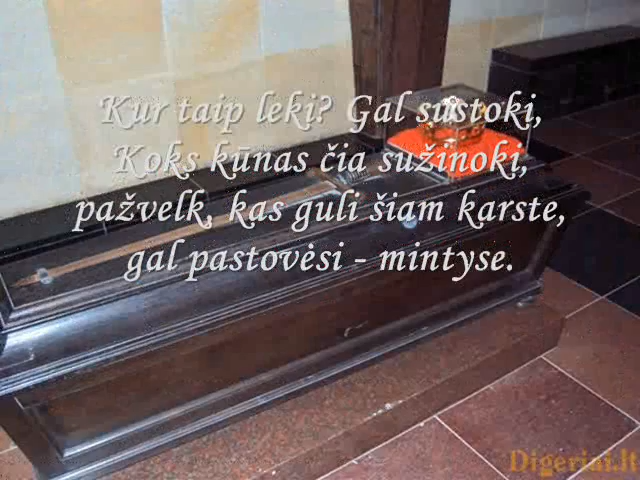 Kur taip leki? Gal sustoki,
Koks kūnas čia sužinoki,
pažvelk, kas guli šiam karste,
gal pastovėsi - mintyse.
Digeriai.lt